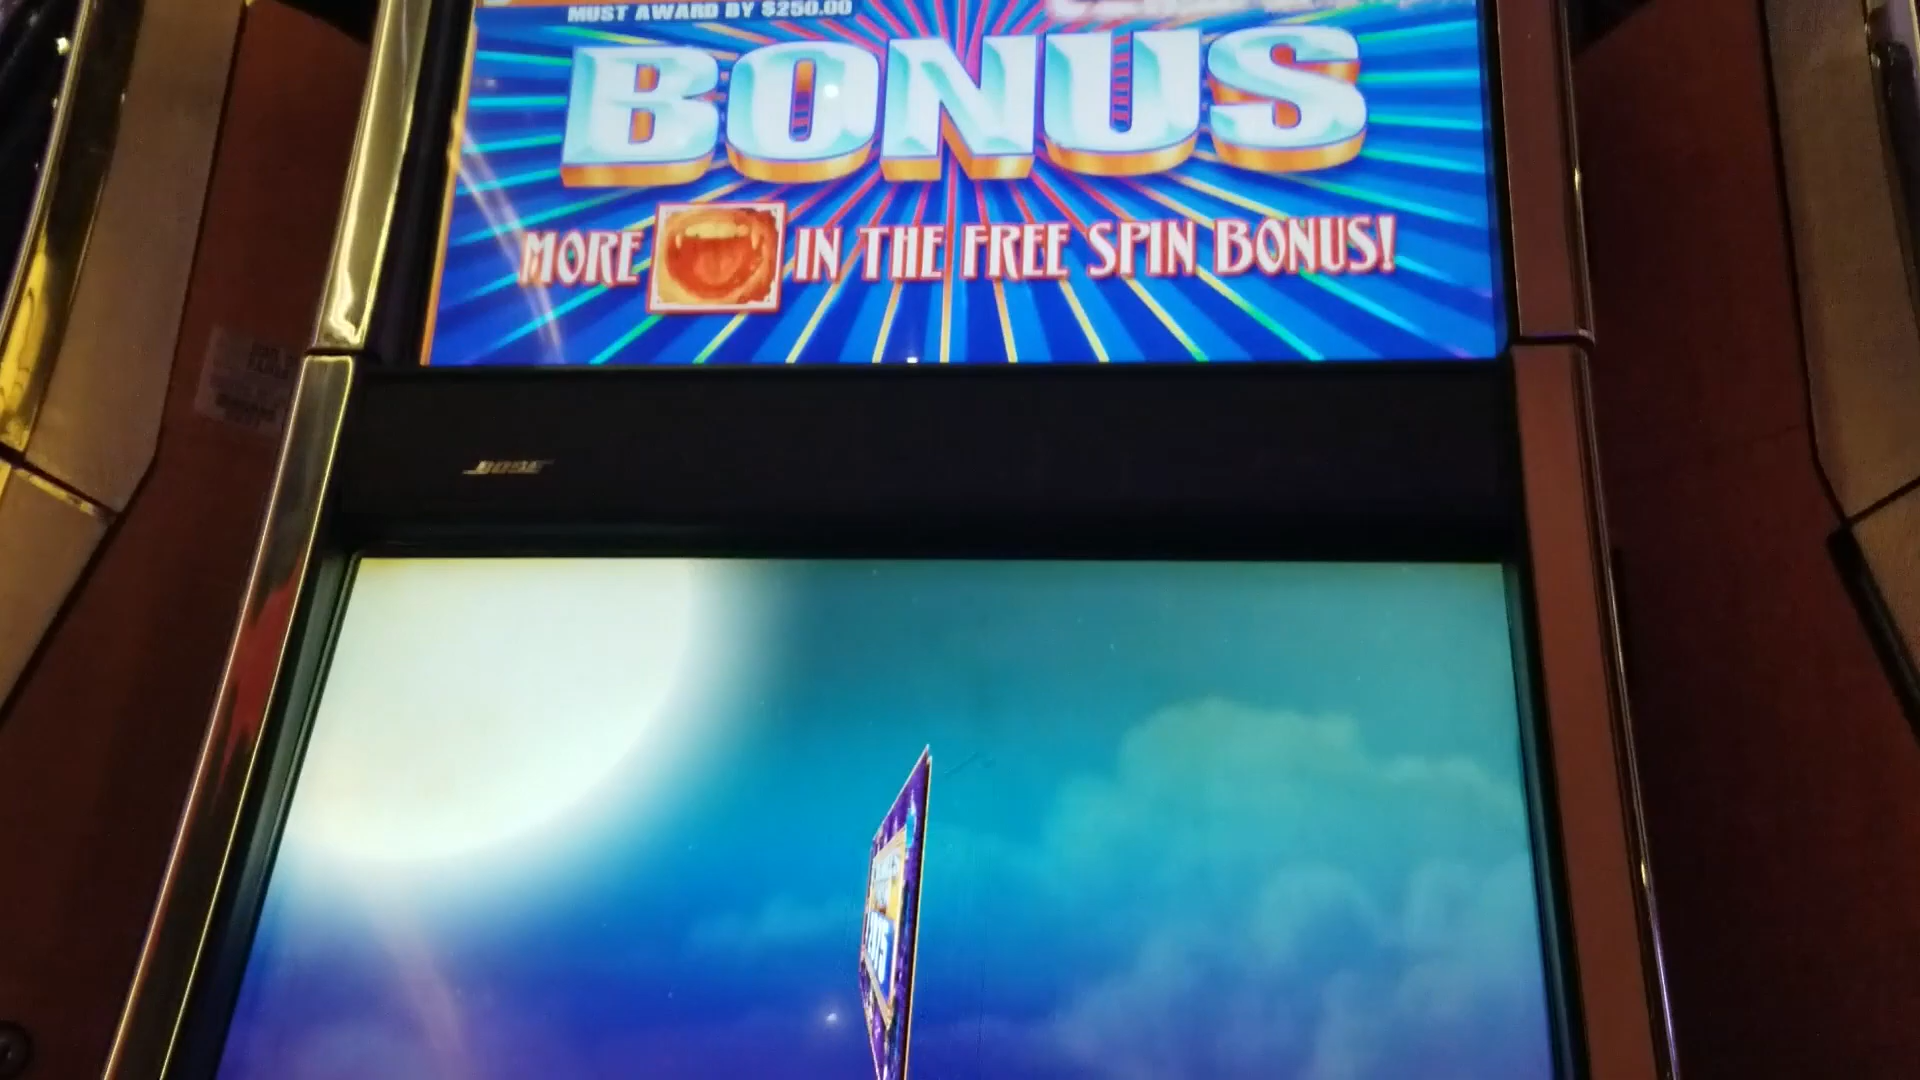 MUST AWARD BY $250.00
BONUS
MORE IN THE FREE SPIN BONUS!
BOSE